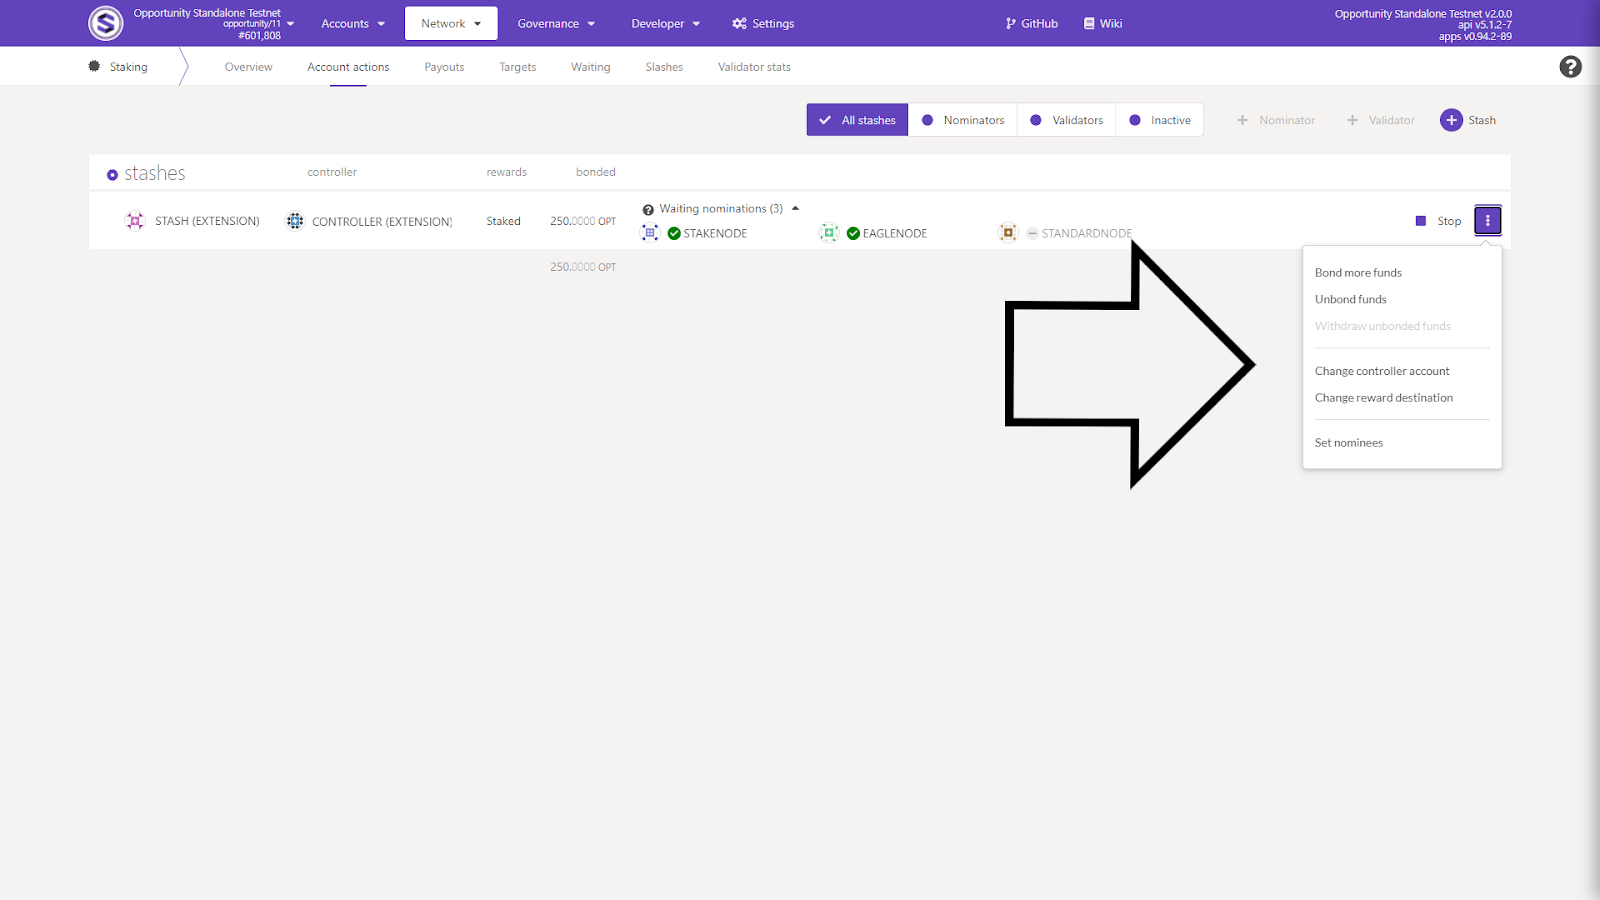 Opportunity Standalone Testnet
opportunity/11
#601,808
Accounts
Network
Governance
Developer
Settings
GitHub
Wiki
Opportunity Standalone Testnet v2.0.0
api v5.1.2-7
apps v0.94.2-89
Staking
Overview
Account actions
Payouts
Targets
Waiting
Slashes
Validator stats
All stashes
Nominators
Validators
Inactive
+ Nominator
+ Validator
+ Stash
stashes controller rewards bonded
STASH (EXTENSION) CONTROLLER (EXTENSION) Staked 250.0000 OPT
Waiting nominations (3)
STAKENODE EAGLENODE STANDARDNODE
Stop
250.0000 OPT
Bond more funds
Unbond funds
Withdraw unbonded funds
Change controller account
Change reward destination
Set nominees